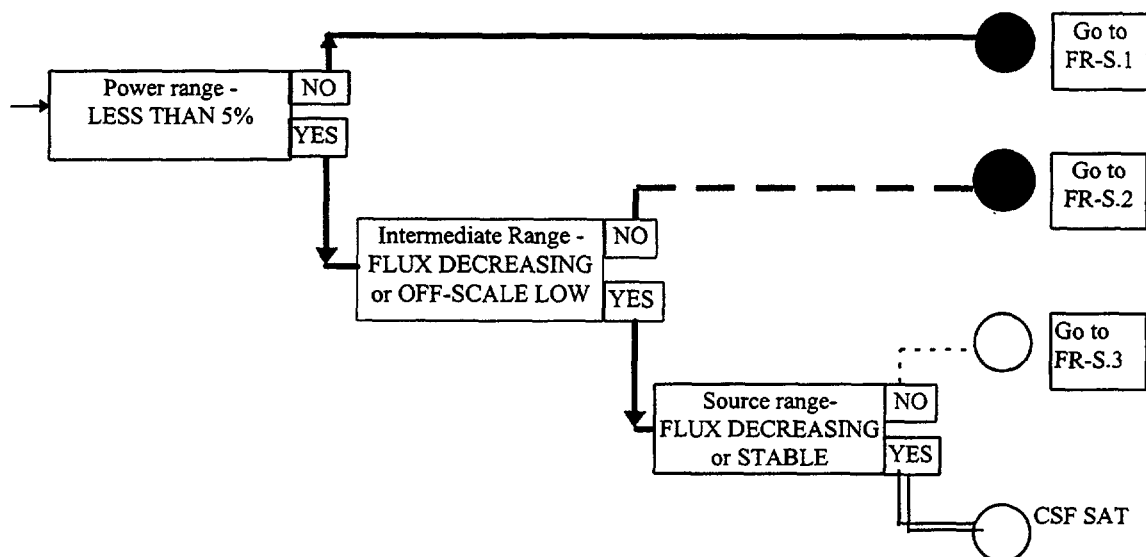 Go to
FR-S.1
Power range -
LESS THAN 5%
NO
YES
Go to
FR-S.2
Intermediate Range -
FLUX DECREASING
or OFF-SCALE LOW
NO
YES
Go to
FR-S.3
Source range-
FLUX DECREASING
or STABLE
NO
YES
CSF SAT